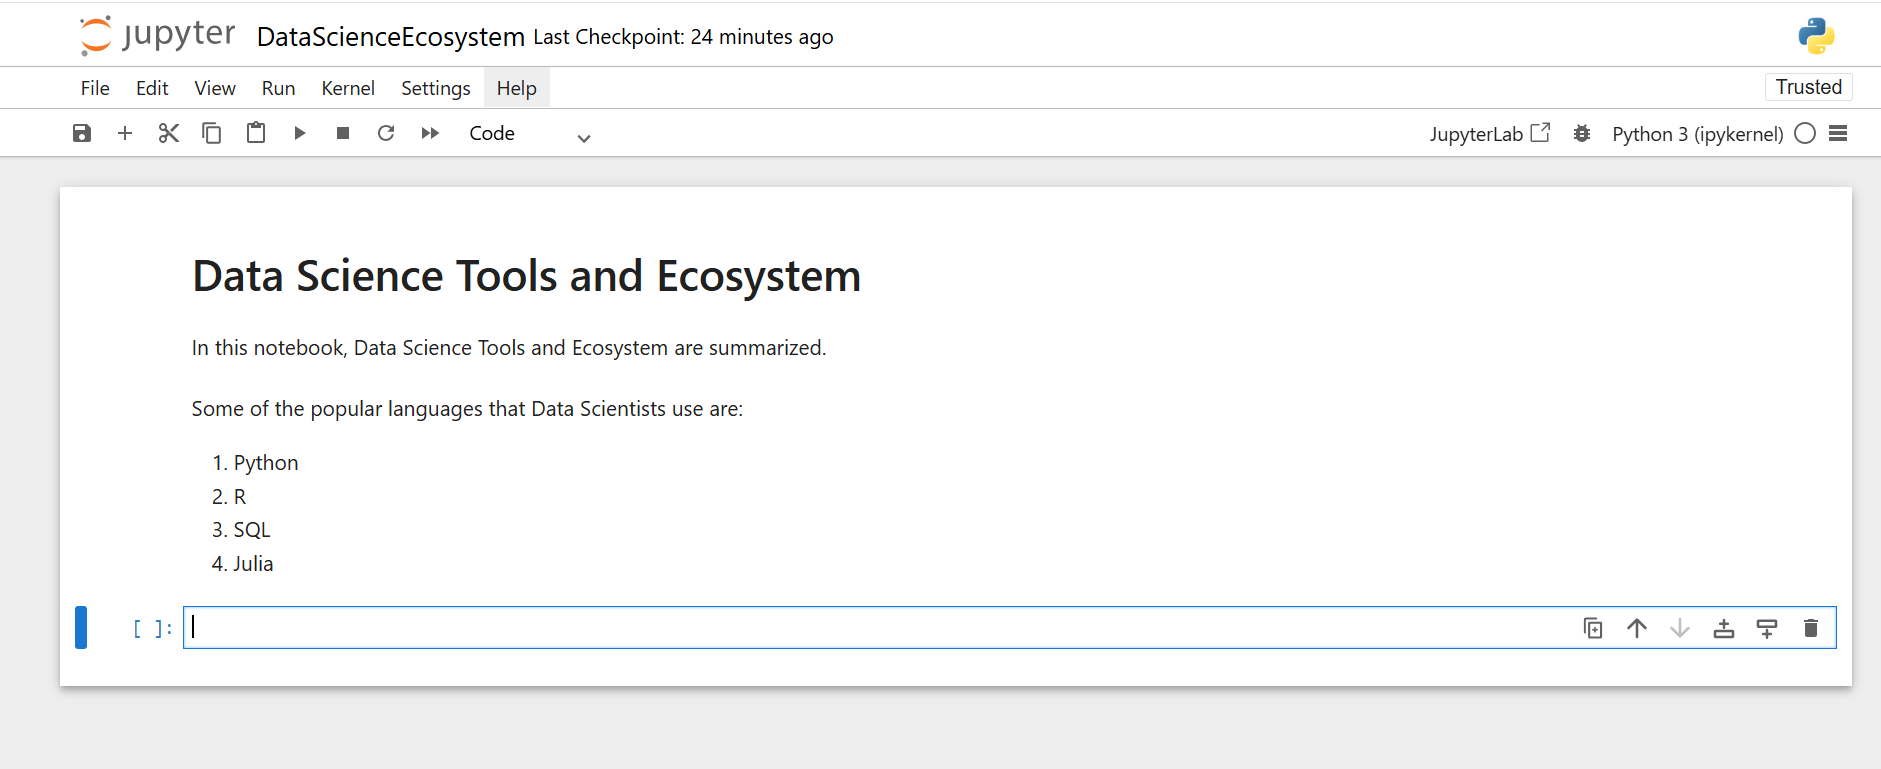 jupyter DataScienceEcosystem Last Checkpoint: 24 minutes ago
File Edit View Run Kernel Settings Help Trusted
Code JupyterLab Python 3 (ipykernel)
Data Science Tools and Ecosystem
In this notebook, Data Science Tools and Ecosystem are summarized.
Some of the popular languages that Data Scientists use are:
1. Python
2. R
3. SQL
4. Julia
[ ]: